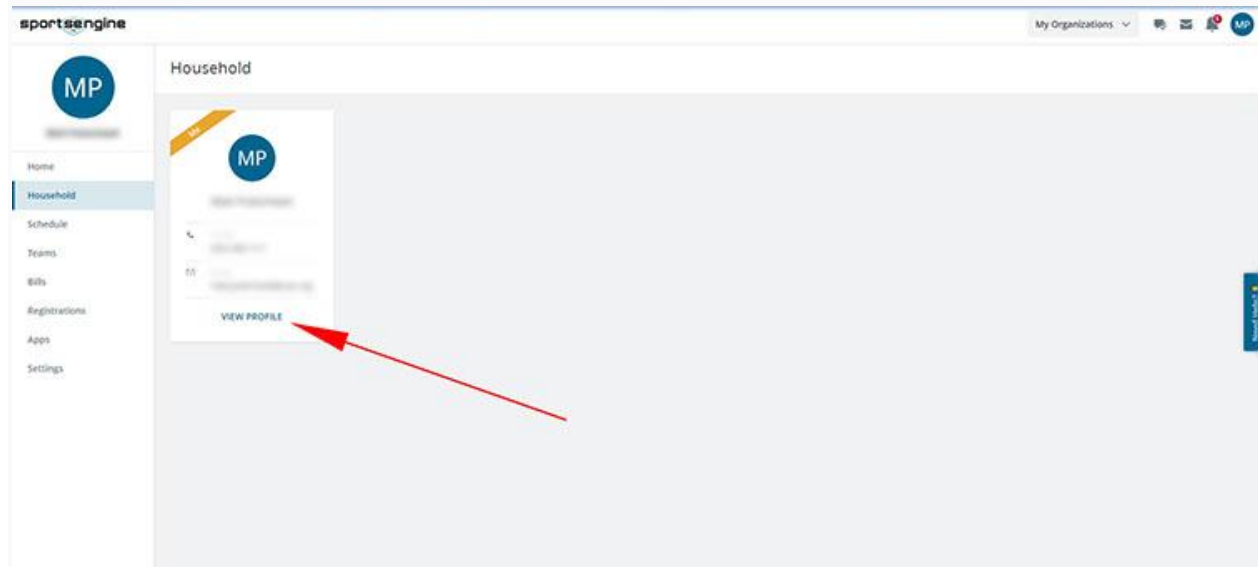 sportsengine
My Organizations
MP
MP
Household
Home
Household
Schedule
Teams
Bills
Registrations
Apps
Settings
Me
MP
VIEW PROFILE
Need Help?